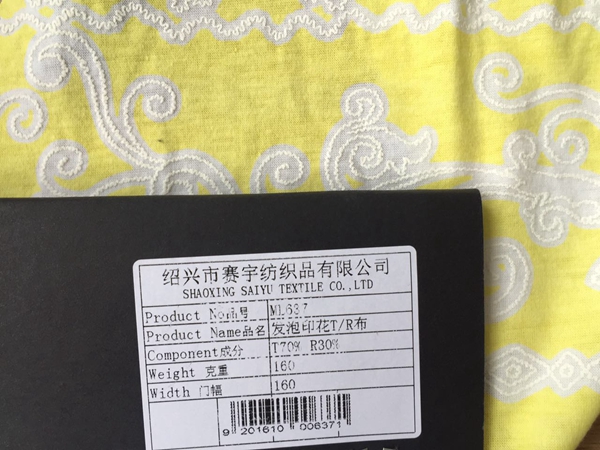 绍兴市赛宇纺织品有限公司
SHAOXING SAIYU TEXTILE CO.,LTD
Product No品号 ML637
Product Name品名 发泡印花T/R布
Component成分 T70% R30%
Weight 克重 160
Width 门幅 160
9 201610 006371